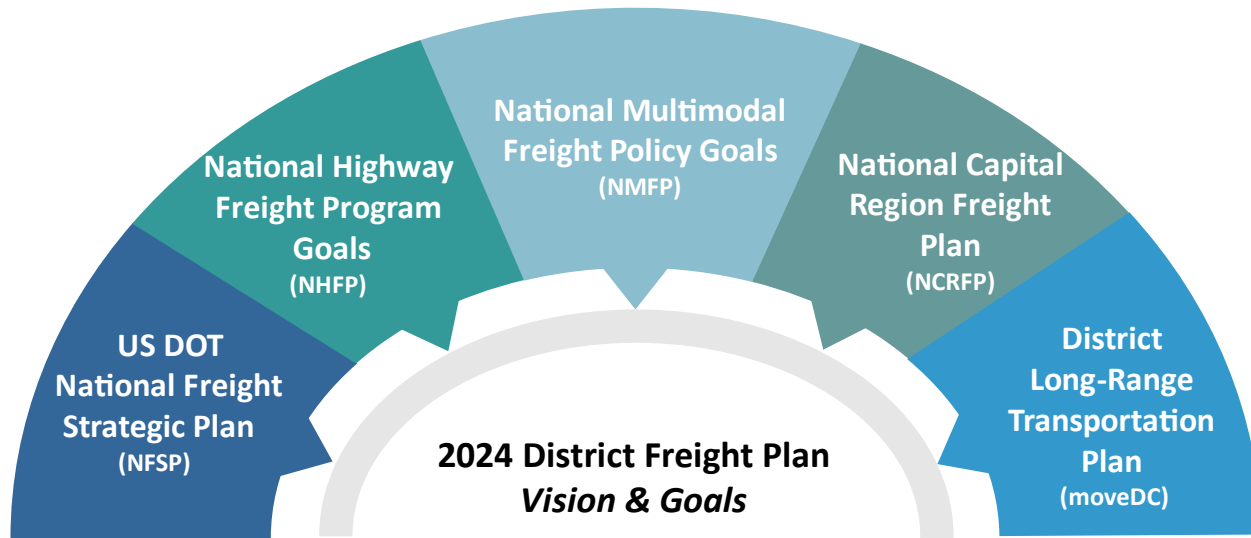 US DOT
National Freight
Strategic Plan
(NFSP)
National Highway
Freight Program
Goals
(NHFP)
National Multimodal
Freight Policy Goals
(NMFP)
National Capital
Region Freight
Plan
(NCRFP)
District
Long-Range
Transportation
Plan
(moveDC)
2024 District Freight Plan
Vision & Goals